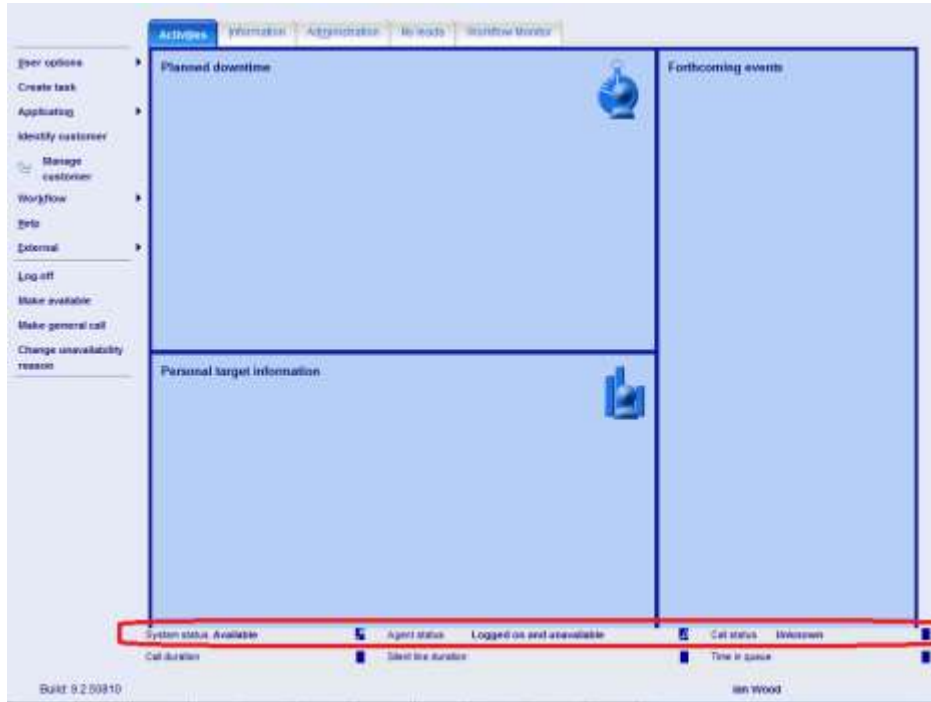 Activities Information Administration My leads Workflow Monitor
User options
Create task
Identify customer
Manage
customer
Workflow
Help
External
Log off
Make available
Make general call
Change unavailability
reason
Planned downtime
Forthcoming events
Personal target information
System status Available Agent status Logged on and unavailable Call status Unknown
Call duration Silent line duration Time in queue
Build: 9.2.50810 Ian Wood